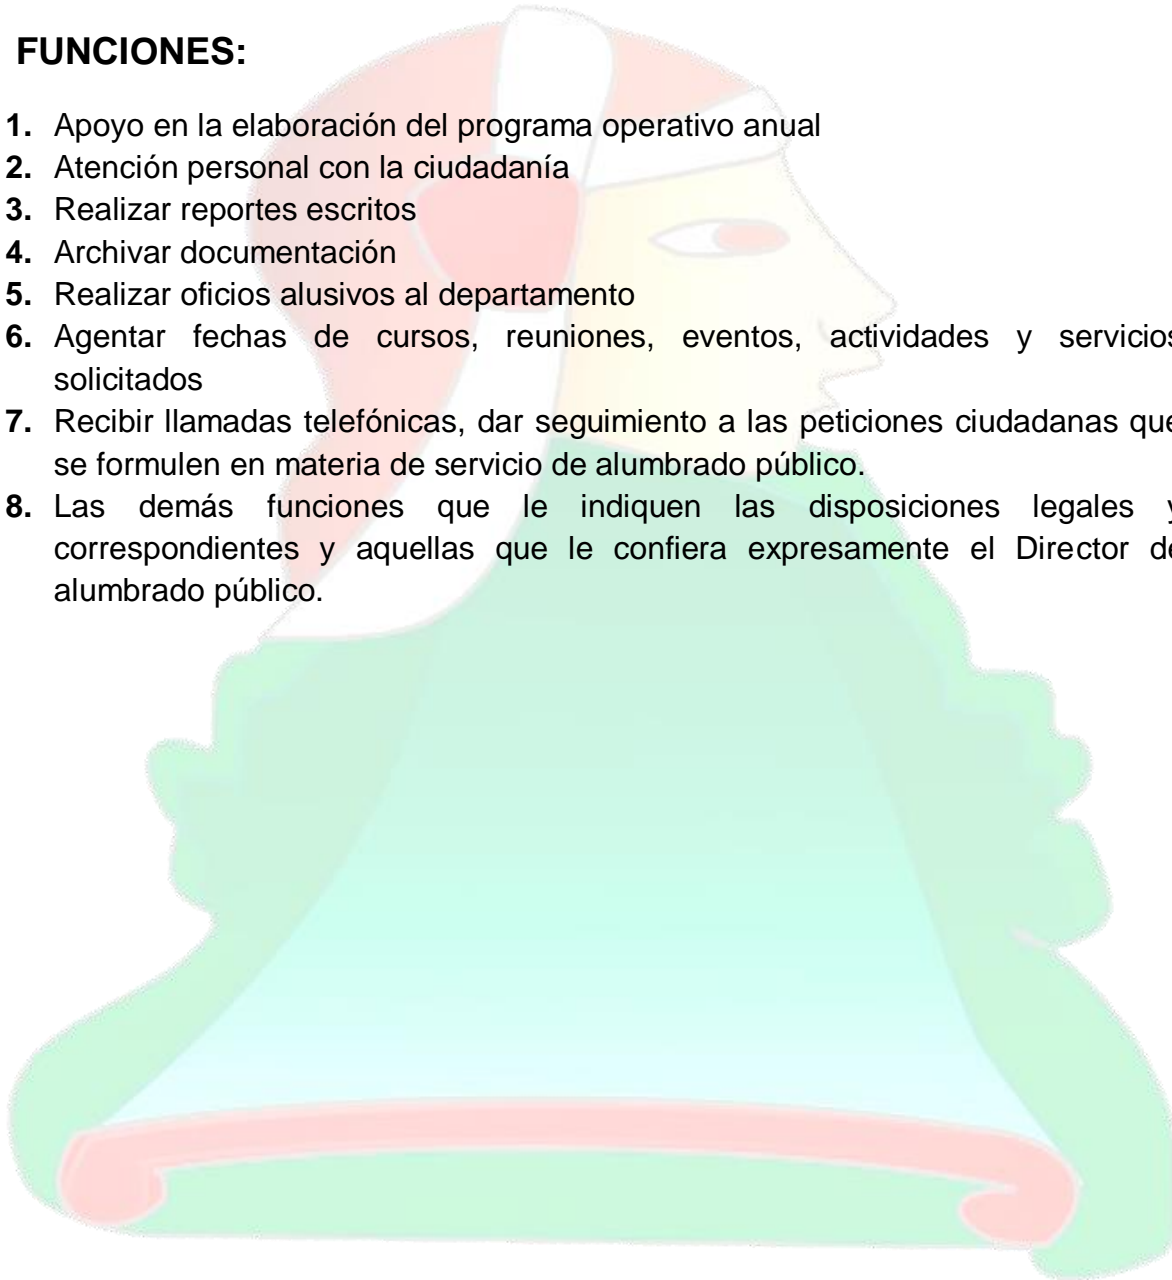 FUNCIONES:
1. Apoyo en la elaboración del programa operativo anual
2. Atención personal con la ciudadanía
3. Realizar reportes escritos
4. Archivar documentación
5. Realizar oficios alusivos al departamento
6. Agentar fechas de cursos, reuniones, eventos, actividades y servicios
solicitados
7. Recibir llamadas telefónicas, dar seguimiento a las peticiones ciudadanas que
se formulen en materia de servicio de alumbrado público.
8. Las demás funciones que le indiquen las disposiciones legales y
correspondientes y aquellas que le confiera expresamente el Director de
alumbrado público.